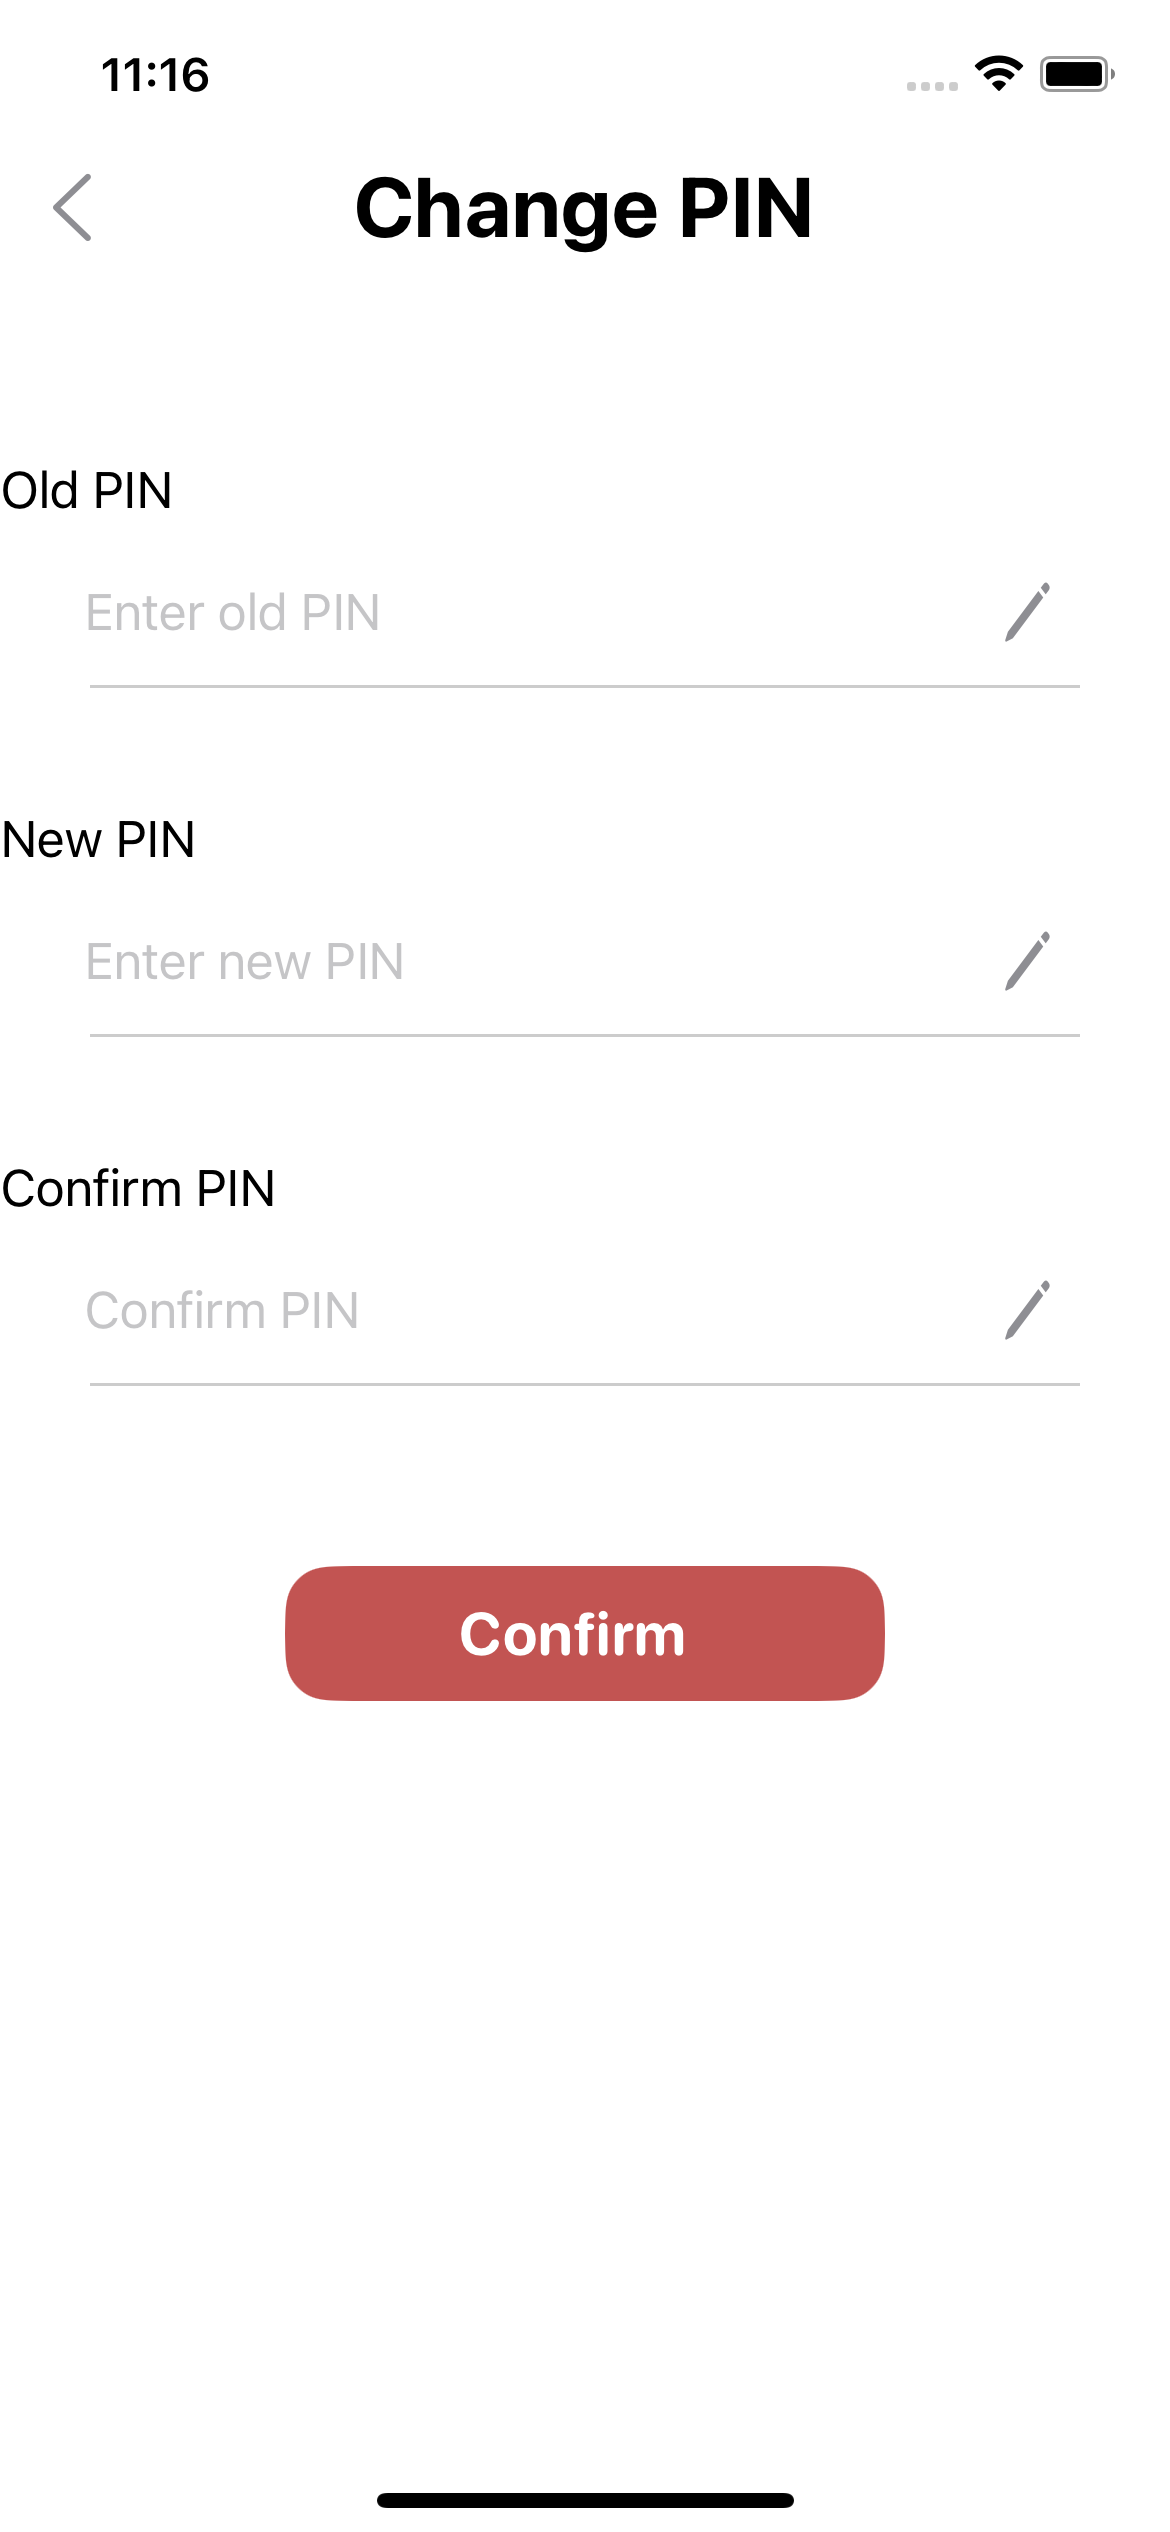 11:16
Change PIN
Old PIN
Enter old PIN
New PIN
Enter new PIN
Confirm PIN
Confirm PIN
Confirm